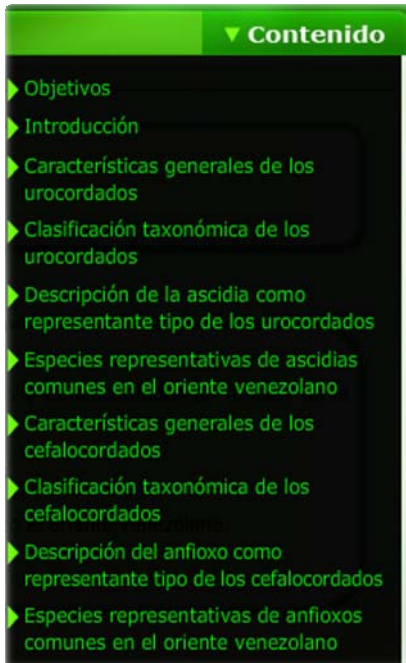 ▼ Contenido
Objetivos
Introducción
Características generales de los
urocordados
Clasificación taxonómica de los
urocordados
Descripción de la ascidia como
representante tipo de los urocordados
Especies representativas de ascidias
comunes en el oriente venezolano
Características generales de los
cefalocordados
Clasificación taxonómica de los
cefalocordados
Descripción del anfioxo como
representante tipo de los cefalocordados
Especies representativas de anfioxos
comunes en el oriente venezolano